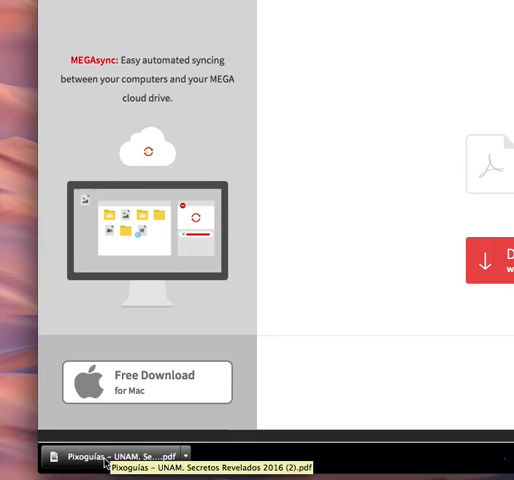 MEGAsync: Easy automated syncing
between your computers and your MEGA
cloud drive.
D
w
Free Download
for Mac
Pixoguías – UNAM. Se....pdf
Pixoguías – UNAM. Secretos Revelados 2016 (2).pdf